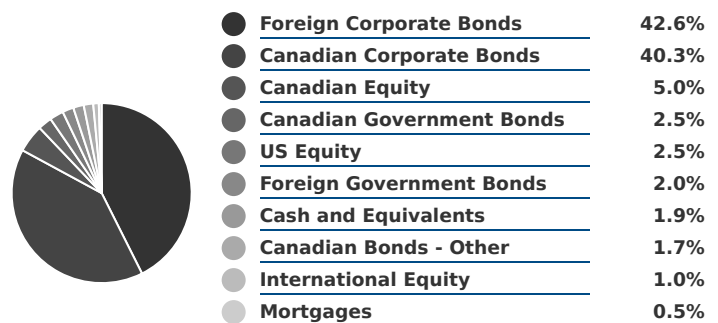 Foreign Corporate Bonds 42.6%
Canadian Corporate Bonds 40.3%
Canadian Equity 5.0%
Canadian Government Bonds 2.5%
US Equity 2.5%
Foreign Government Bonds 2.0%
Cash and Equivalents 1.9%
Canadian Bonds - Other 1.7%
International Equity 1.0%
Mortgages 0.5%